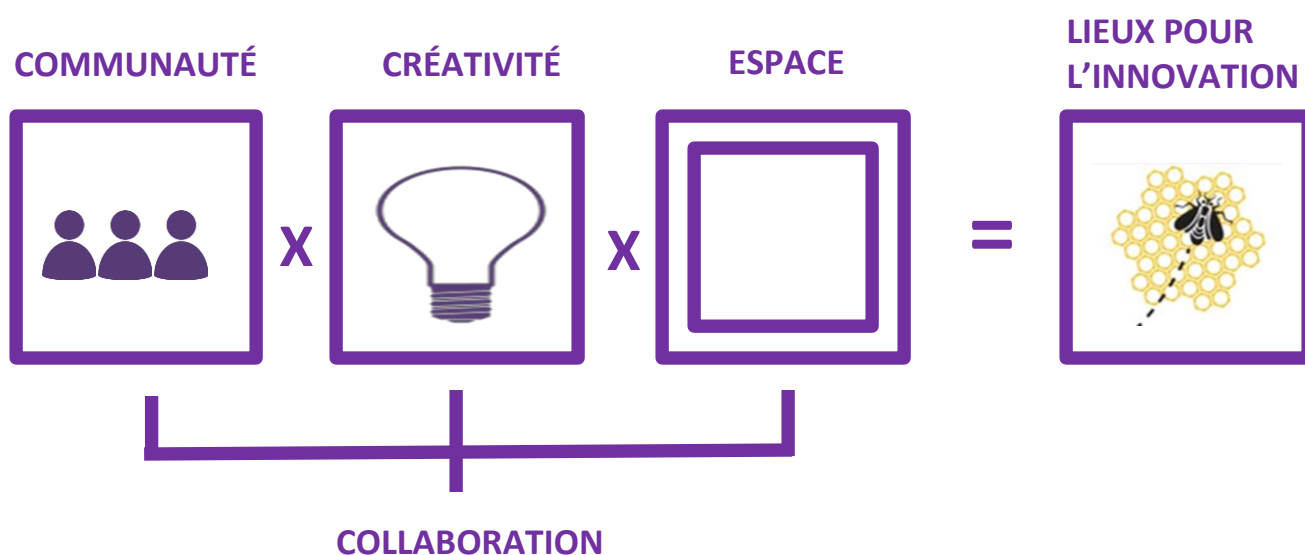 COMMUNAUTÉ
CRÉATIVITÉ
ESPACE
LIEUX POUR
L’INNOVATION
X
X
=
COLLABORATION